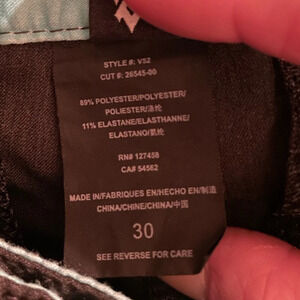 STYLE #: VSZ
CUT #: 26545-00
89% POLYESTER/POLYESTER/
POLIESTER/涤纶
11% ELASTANE/ELASTHANNE/
ELASTANO/氨纶
RN# 127458
CA# 54562
MADE IN/FABRIQUES EN/HECHO EN/制造
CHINA/CHINE/CHINA/中国
30
SEE REVERSE FOR CARE